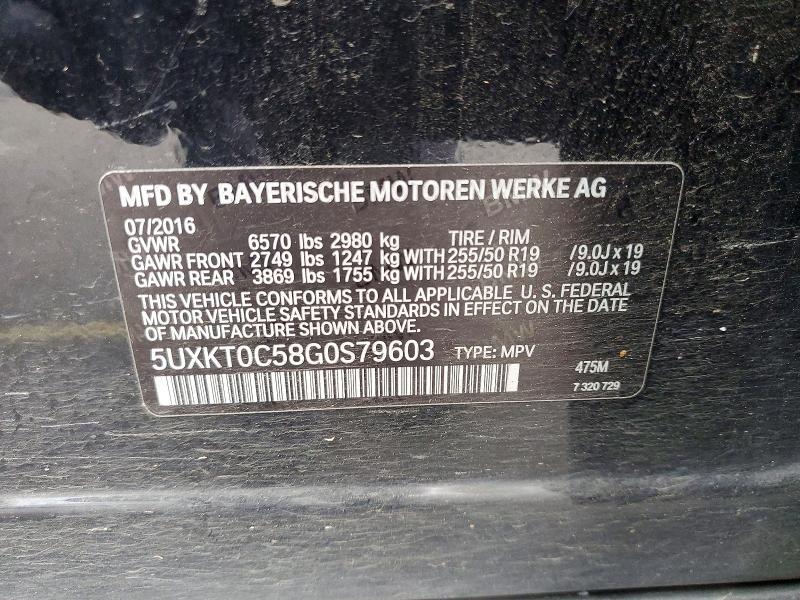 MFD BY BAYERISCHE MOTOREN WERKE AG
07/2016
GVWR 6570 lbs 2980 kg TIRE / RIM
GAWR FRONT 2749 lbs 1247 kg WITH 255/50 R19 / 9.0J x 19
GAWR REAR 3869 lbs 1755 kg WITH 255/50 R19 / 9.0J x 19
THIS VEHICLE CONFORMS TO ALL APPLICABLE U. S. FEDERAL
MOTOR VEHICLE SAFETY STANDARDS IN EFFECT ON THE DATE
OF MANUFACTURE SHOWN ABOVE.
5UXKT0C58G0S79603 TYPE: MPV
475M
7 320 729